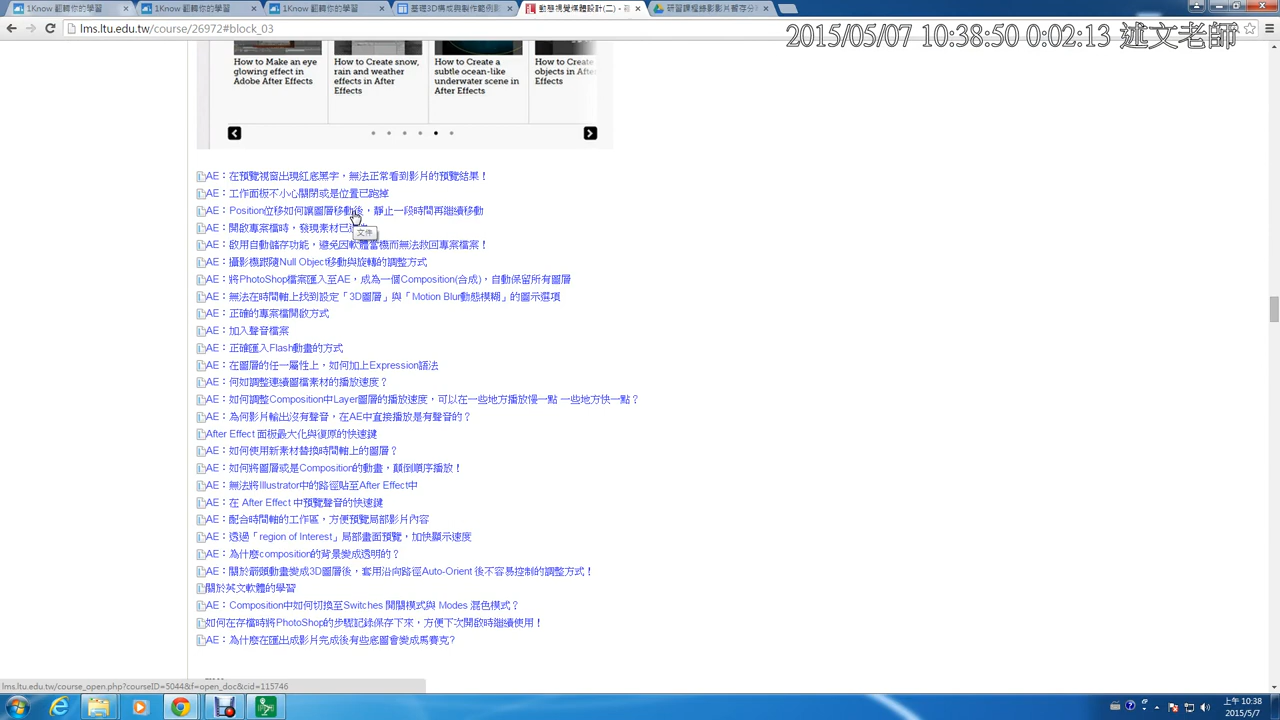 1Know 翻轉你的學習
1Know 翻轉你的學習
1Know 翻轉你的學習
基礎3D構成與製作範例影
動態視覺媒體設計(二) -
研習課程錄影影片暫存分
lms.ltu.edu.tw/course/26972#block_03
2015/05/07 10:38:50 0:02:13 述文老師
How to Make an eye glowing effect in Adobe After Effects
How to Create snow, rain and weather effects in After Effects
How to Create a subtle ocean-like underwater scene in After Effects
How to Create objects in After Effects
AE：在預覽視窗出現紅底黑字，無法正常看到影片的預覽結果！
AE：工作面板不小心關閉或是位置已跑掉
AE：Position位移如何讓圖層移動後，靜止一段時間再繼續移動
AE：開啟專案檔時，發現素材已
文件
AE：啟用自動儲存功能，避免因軟體當機而無法救回專案檔案！
AE：攝影機跟隨Null Object移動與旋轉的調整方式
AE：將PhotoShop檔案匯入至AE，成為一個Composition(合成)，自動保留所有圖層
AE：無法在時間軸上找到設定「3D圖層」與「Motion Blur動態模糊」的圖示選項
AE：正確的專案檔開啟方式
AE：加入聲音檔案
AE：正確匯入Flash動畫的方式
AE：在圖層的任一屬性上，如何加上Expression語法
AE：何如調整連續圖檔素材的播放速度？
AE：如何調整Composition中Layer圖層的播放速度，可以在一些地方播放慢一點 一些地方快一點？
AE：為何影片輸出沒有聲音，在AE中直接播放是有聲音的？
After Effect 面板最大化與復原的快速鍵
AE：如何使用新素材替換時間軸上的圖層？
AE：如何將圖層或是Composition的動畫，顛倒順序播放！
AE：無法將Illustrator中的路徑貼至After Effect中
AE：在 After Effect 中預覽聲音的快速鍵
AE：配合時間軸的工作區，方便預覽局部影片內容
AE：透過「region of Interest」局部畫面預覽，加快顯示速度
AE：為什麼composition的背景變成透明的？
AE：關於箭頭動畫變成3D圖層後，套用沿向路徑Auto-Orient 後不容易控制的調整方式！
關於英文軟體的學習
AE：Composition中如何切換至Switches 開關模式與 Modes 混色模式？
如何在存檔時將PhotoShop的步驟記錄保存下來，方便下次開啟時繼續使用！
AE：為什麼在匯出成影片完成後有些底圖會變成馬賽克?
lms.ltu.edu.tw/course_open.php?courseID=5044&f=open_doc&cid=115746
上午 10:38
2015/5/7